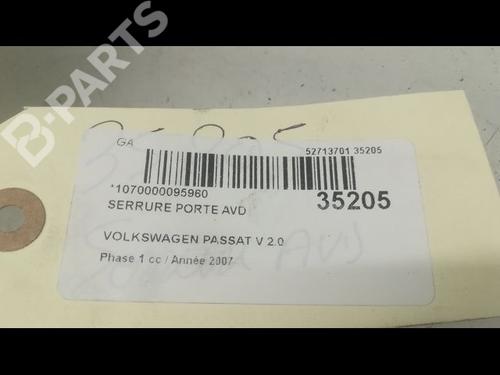 B-PARTS
GA
52713701 35205
*1070000095960
SERRURE PORTE AVD
35205
VOLKSWAGEN PASSAT V 2.0
Phase 1 cc / Année 2007